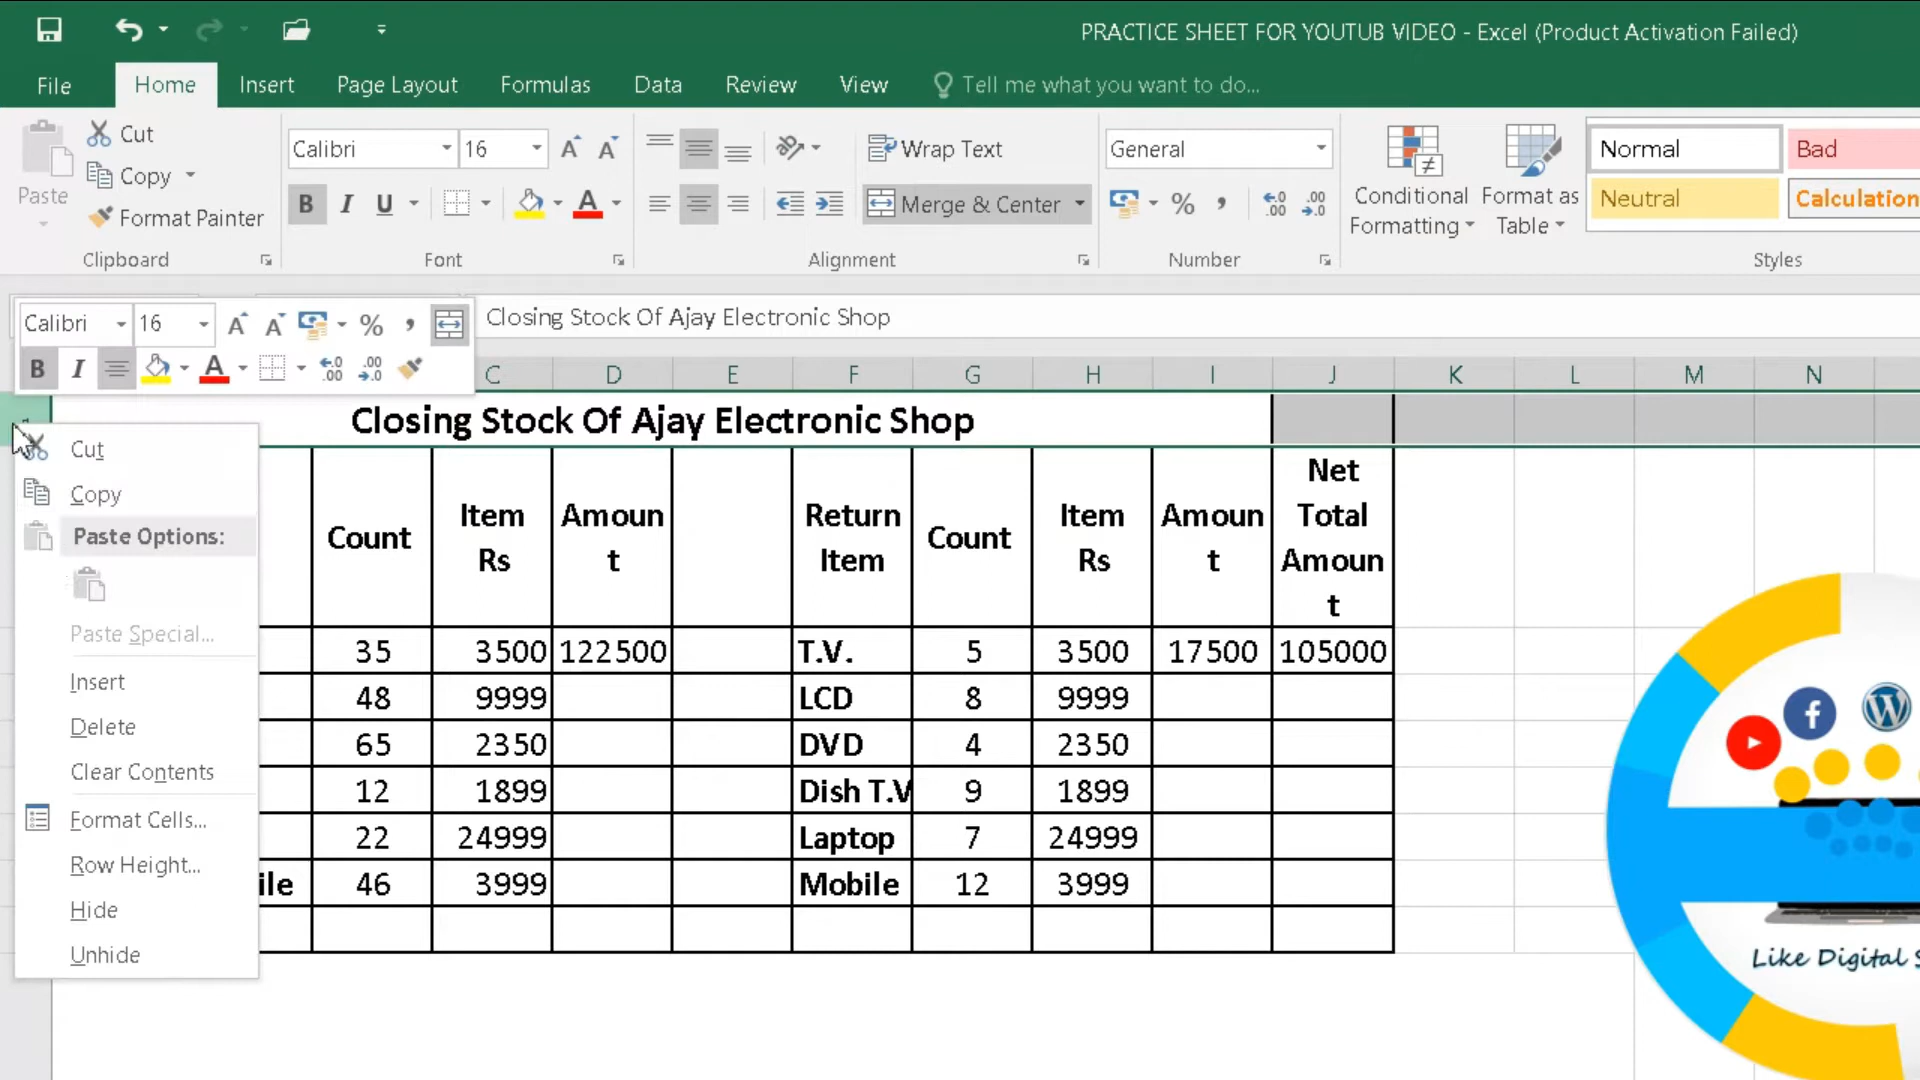 PRACTICE SHEET FOR YOUTUB VIDEO - Excel (Product Activation Failed)
File Home Insert Page Layout Formulas Data Review View Tell me what you want to do...
Cut
Copy
Format Painter
Paste
Clipboard
Calibri 16
B I U A
Font
Wrap Text
Merge & Center
Alignment
General
% ,
Number
Conditional Formatting
Format as Table
Normal Bad
Neutral Calculation
Styles
Calibri 16 % ,
B I A
Closing Stock Of Ajay Electronic Shop
C D E F G H I J K L M N
Closing Stock Of Ajay Electronic Shop
Cut
Copy
Paste Options:
Paste Special...
Insert
Delete
Clear Contents
Format Cells...
Row Height...
Hide
Unhide
Count Item Rs Amount Return Item Count Item Rs Amount Net Total Amount
35 3500 122500 T.V. 5 3500 17500 105000
48 9999 LCD 8 9999
65 2350 DVD 4 2350
12 1899 Dish T.V 9 1899
22 24999 Laptop 7 24999
ile 46 3999 Mobile 12 3999
Like Digital S